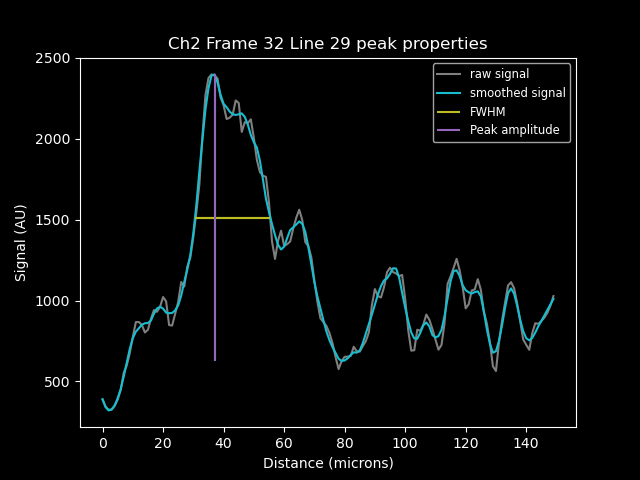 Ch2 Frame 32 Line 29 peak properties
raw signal
smoothed signal
FWHM
Peak amplitude
Signal (AU)
2500
2000
1500
1000
500
0 20 40 60 80 100 120 140
Distance (microns)